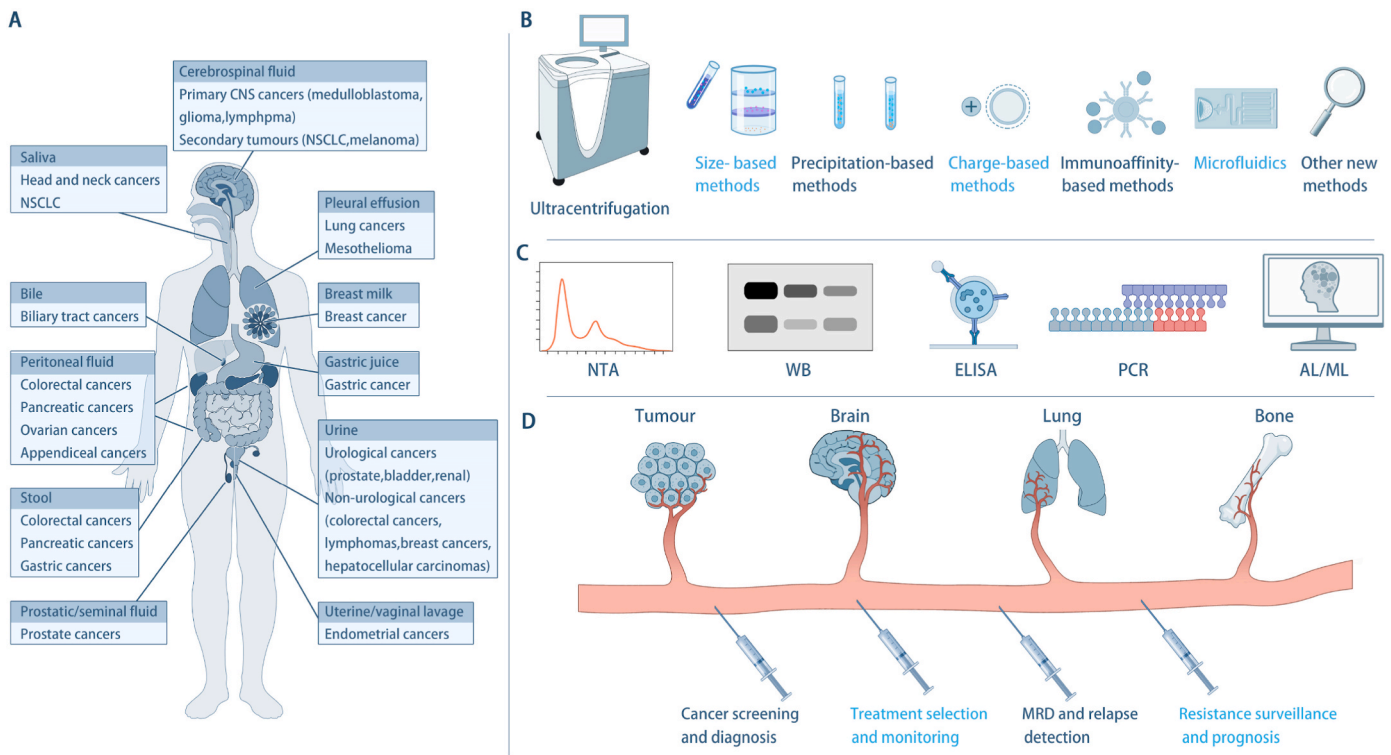 A
Cerebrospinal fluid
Primary CNS cancers (medulloblastoma,
glioma,lymphpma)
Secondary tumours (NSCLC,melanoma)
Saliva
Head and neck cancers
NSCLC
Pleural effusion
Lung cancers
Mesothelioma
Bile
Biliary tract cancers
Breast milk
Breast cancer
Peritoneal fluid
Colorectal cancers
Pancreatic cancers
Ovarian cancers
Appendiceal cancers
Gastric juice
Gastric cancer
Urine
Urological cancers
(prostate,bladder,renal)
Non-urological cancers
(colorectal cancers,
lymphomas,breast cancers,
hepatocellular carcinomas)
Stool
Colorectal cancers
Pancreatic cancers
Gastric cancers
Prostatic/seminal fluid
Prostate cancers
Uterine/vaginal lavage
Endometrial cancers
B
Ultracentrifugation
Size- based
methods
Precipitation-based
methods
Charge-based
methods
Immunoaffinity-
based methods
Microfluidics
Other new
methods
C
NTA
WB
ELISA
PCR
AL/ML
D
Tumour
Brain
Lung
Bone
Cancer screening
and diagnosis
Treatment selection
and monitoring
MRD and relapse
detection
Resistance surveillance
and prognosis